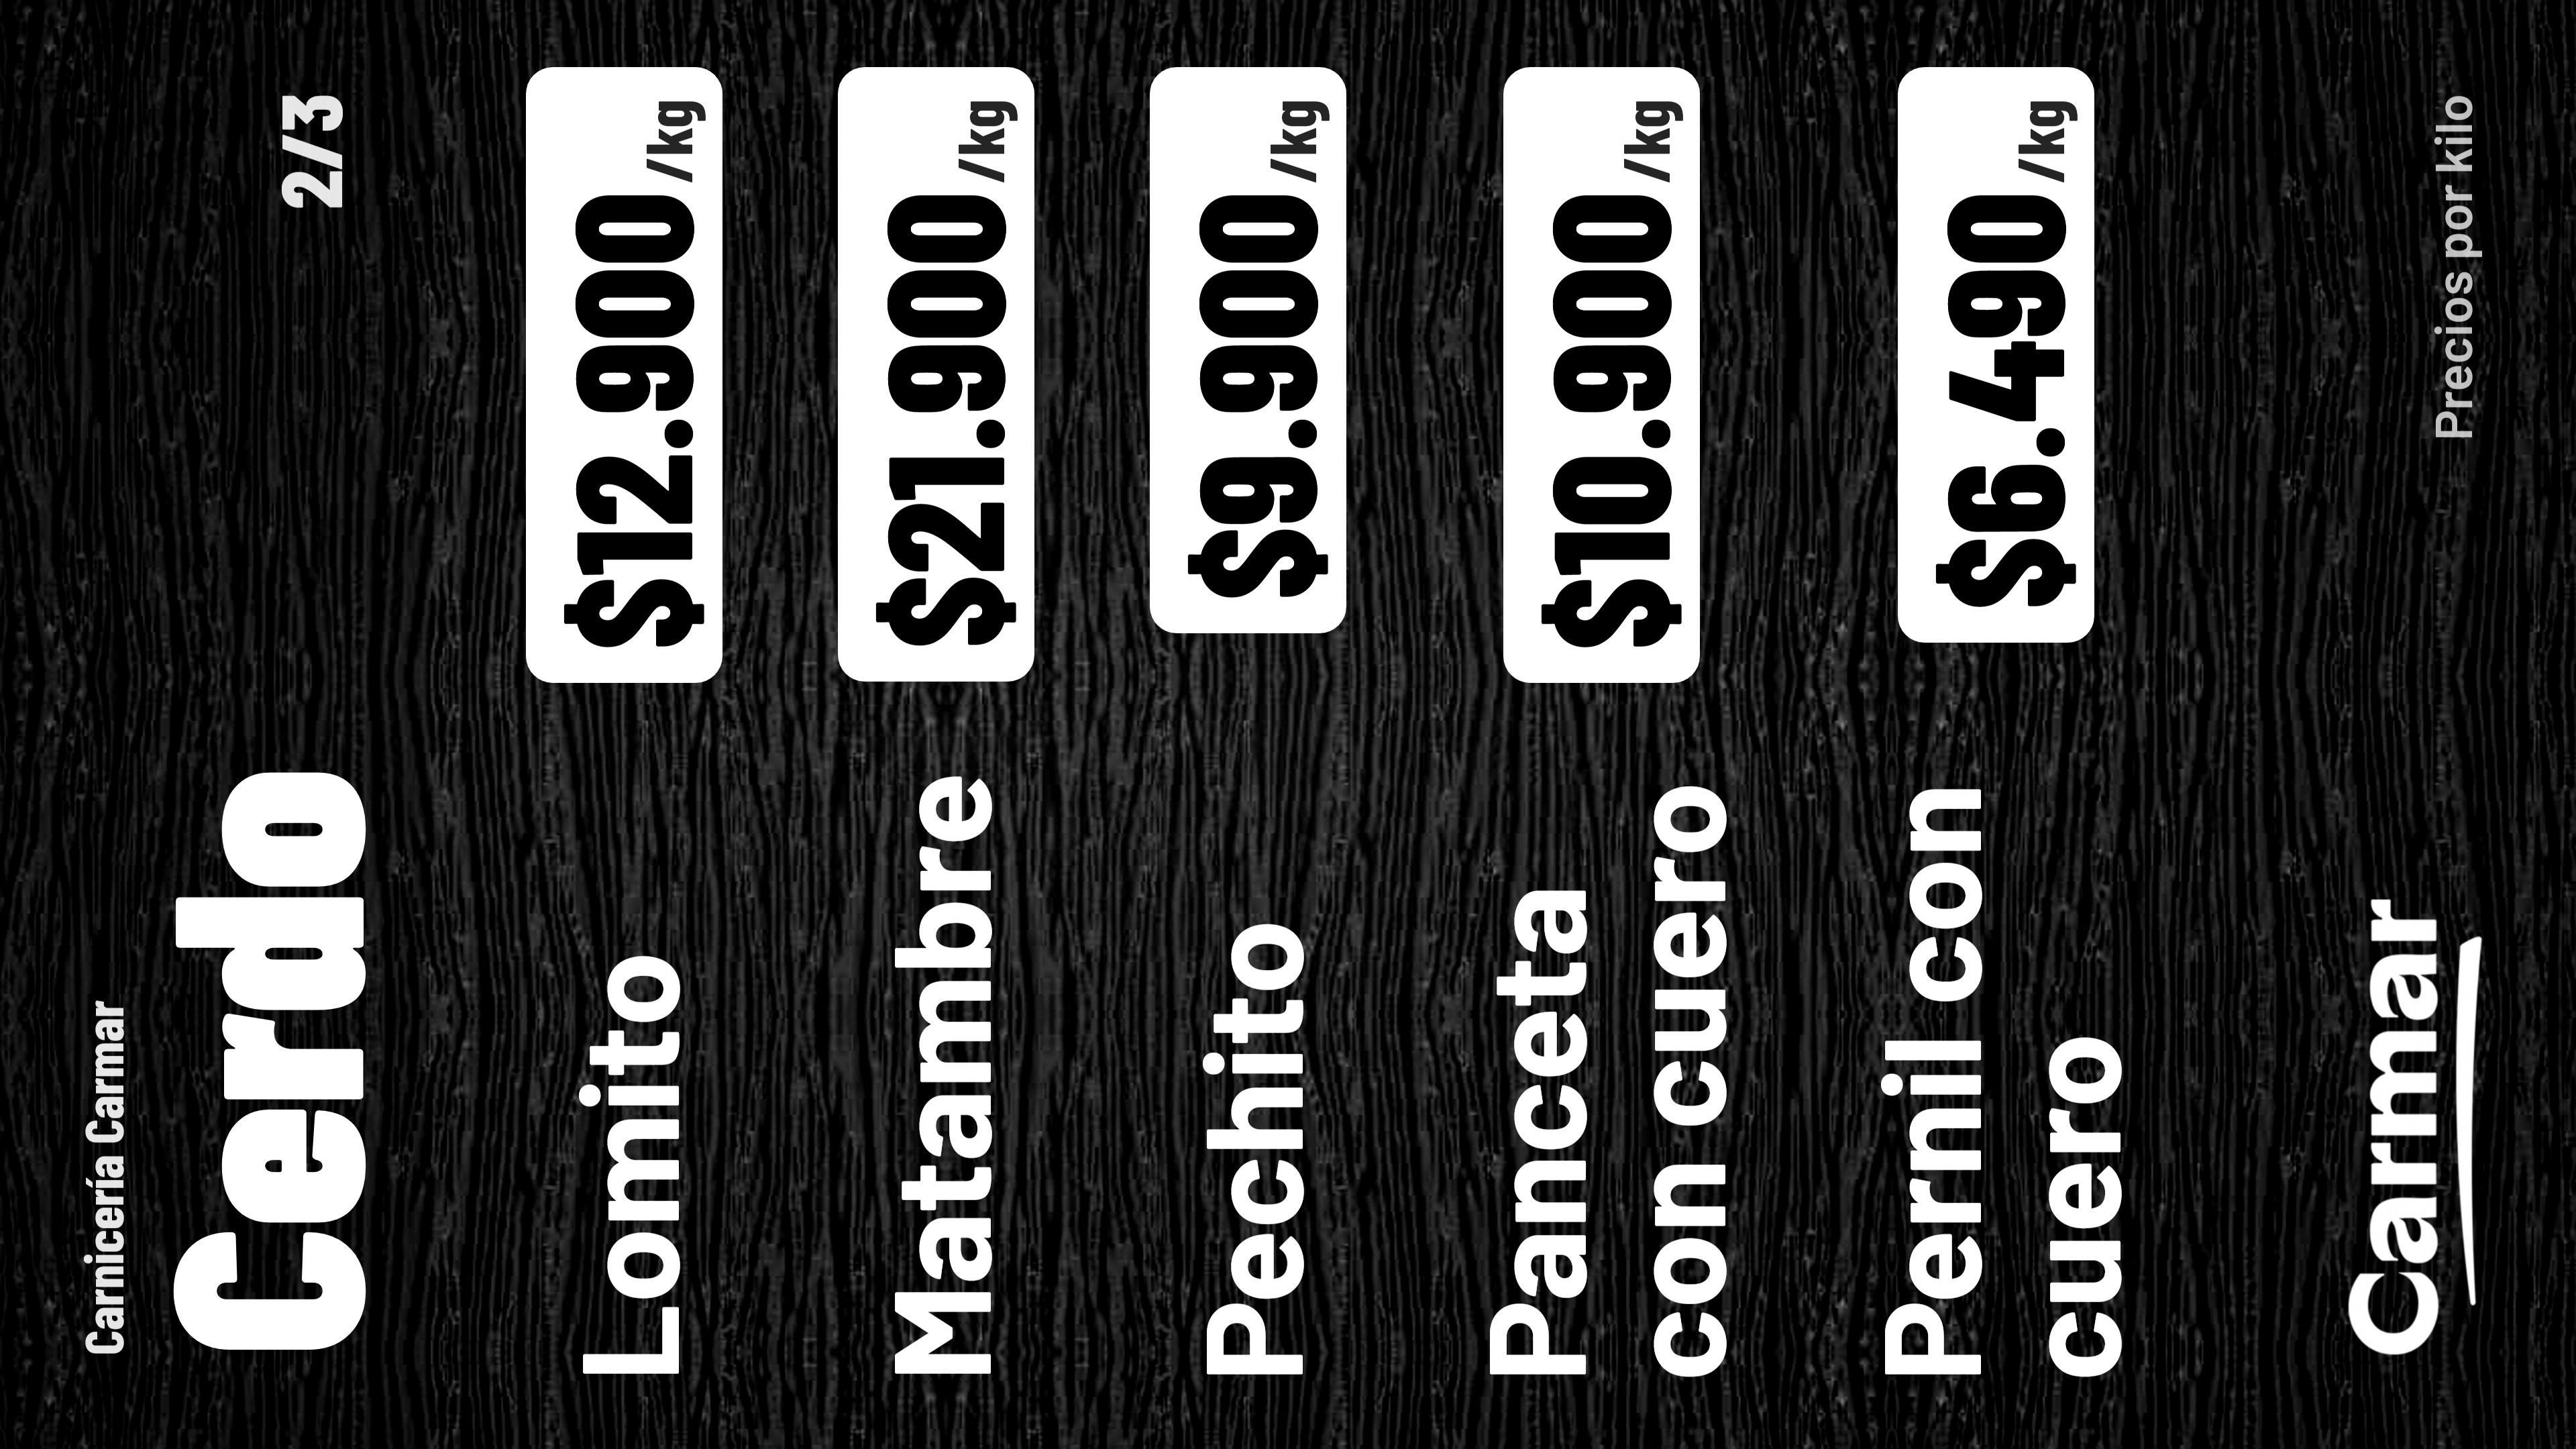 Carnicería Carmar
Cerdo
2/3
Lomito
$12.900/kg
Matambre
$21.900/kg
Pechito
$9.900/kg
Panceta
con cuero
$10.900/kg
Pernil con
cuero
$6.490/kg
Carmar
Precios por kilo